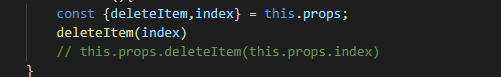 const {deleteItem,index} = this.props;
deleteItem(index)
// this.props.deleteItem(this.props.index)
}